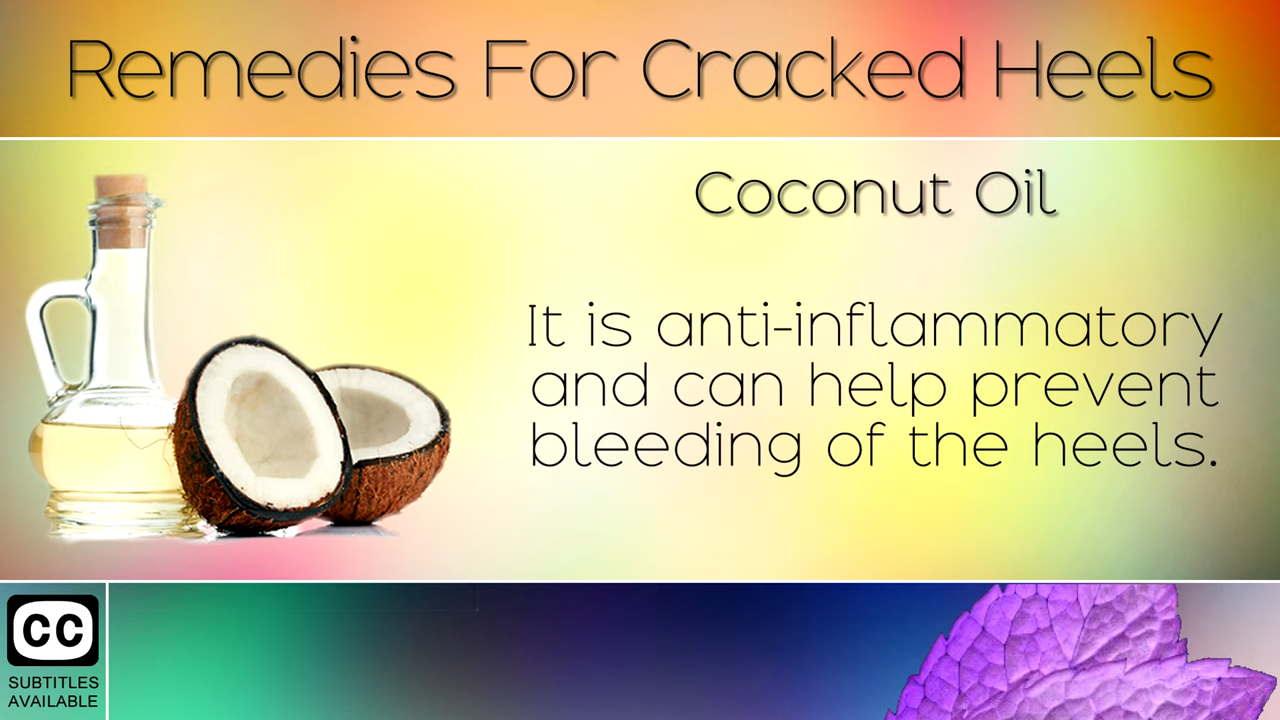 Remedies For Cracked Heels
Coconut Oil
It is anti-inflammatory
and can help prevent
bleeding of the heels.
CC
SUBTITLES
AVAILABLE